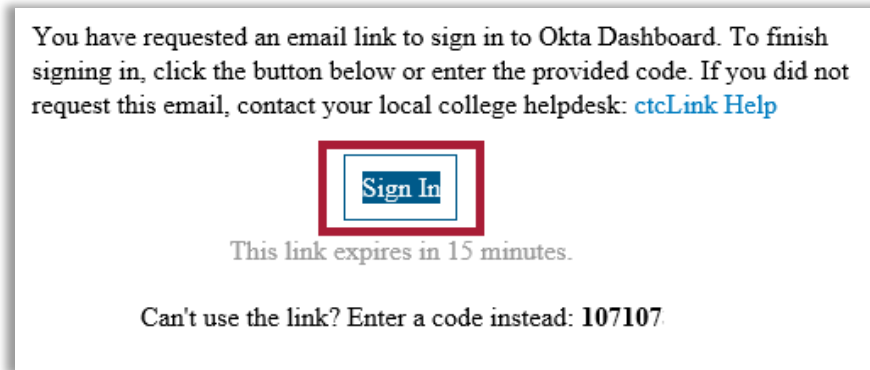 You have requested an email link to sign in to Okta Dashboard. To finish
signing in, click the button below or enter the provided code. If you did not
request this email, contact your local college helpdesk: ctcLink Help
Sign In
This link expires in 15 minutes.
Can't use the link? Enter a code instead: 107107